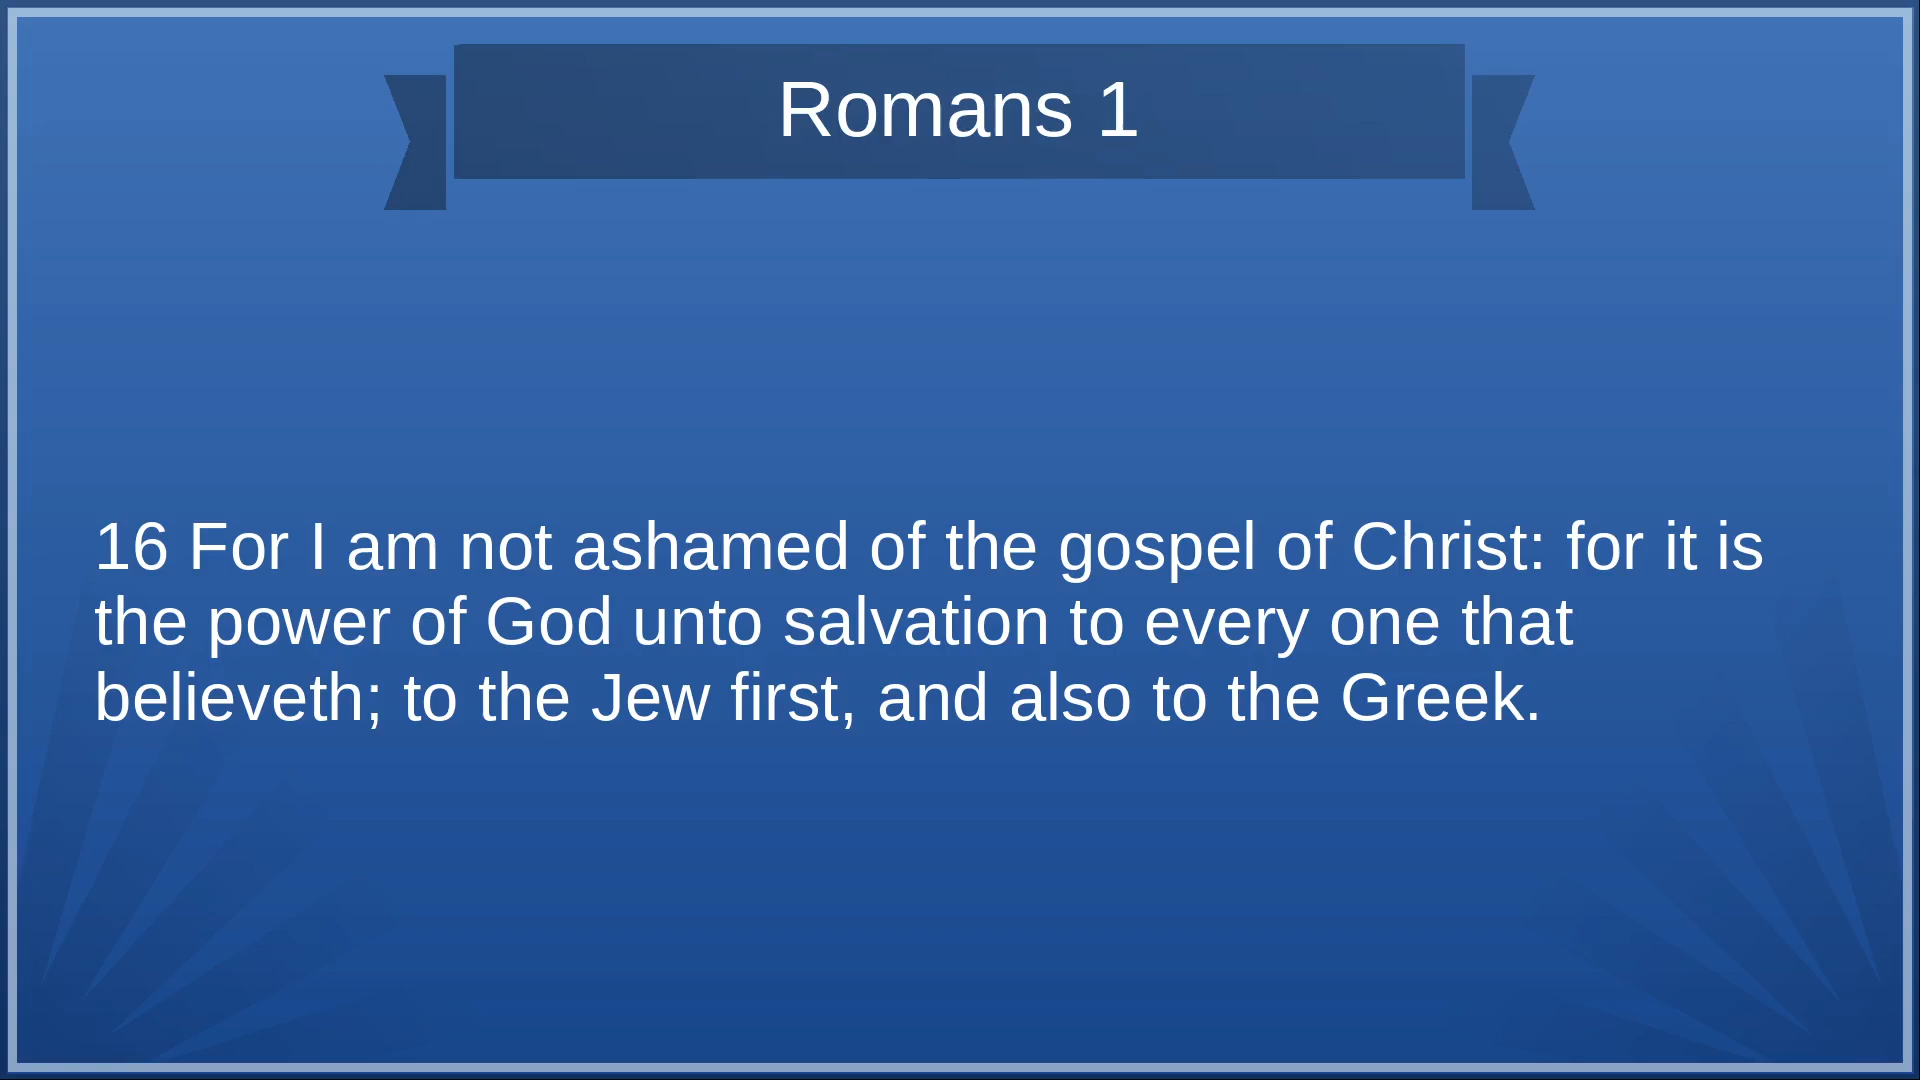 Romans 1
16 For I am not ashamed of the gospel of Christ: for it is
the power of God unto salvation to every one that
believeth; to the Jew first, and also to the Greek.